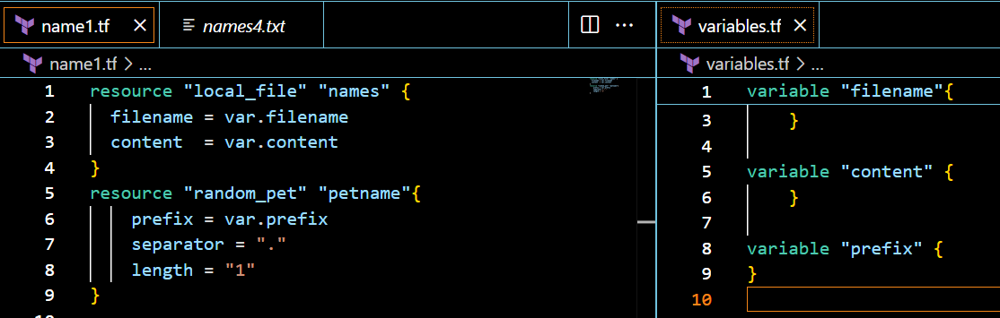 name1.tf
names4.txt
name1.tf > ...
1 resource "local_file" "names" {
2 filename = var.filename
3 content  = var.content
4 }
5 resource "random_pet" "petname"{
6 prefix = var.prefix
7 separator = "."
8 length = "1"
9 }
variables.tf
variables.tf > ...
1 variable "filename"{
3 }
4
5 variable "content" {
6 }
7
8 variable "prefix" {
9 }
10